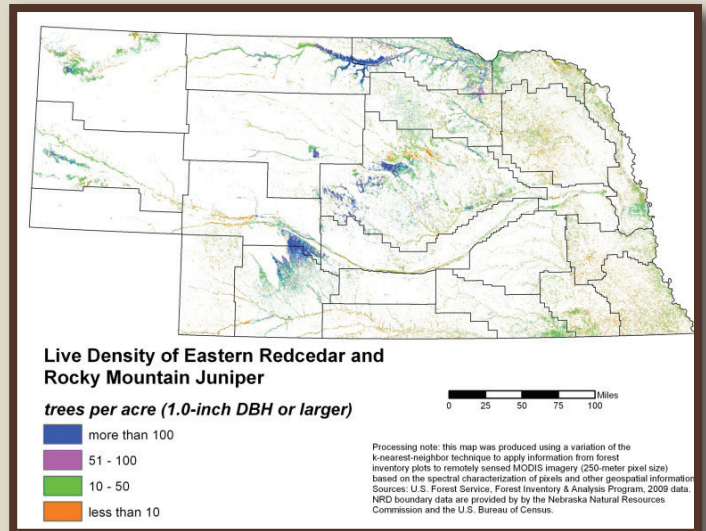 Live Density of Eastern Redcedar and
Rocky Mountain Juniper
trees per acre (1.0-inch DBH or larger)
more than 100
51 - 100
10 - 50
less than 10
Miles
0 25 50 75 100
Processing note: this map was produced using a variation of the
k-nearest-neighbor technique to apply information from forest
inventory plots to remotely sensed MODIS imagery (250-meter pixel size)
based on the spectral characterization of pixels and other geospatial information
Sources: U.S. Forest Service, Forest Inventory & Analysis Program, 2009 data.
NRD boundary data are provided by by the Nebraska Natural Resources
Commission and the U.S. Bureau of Census.